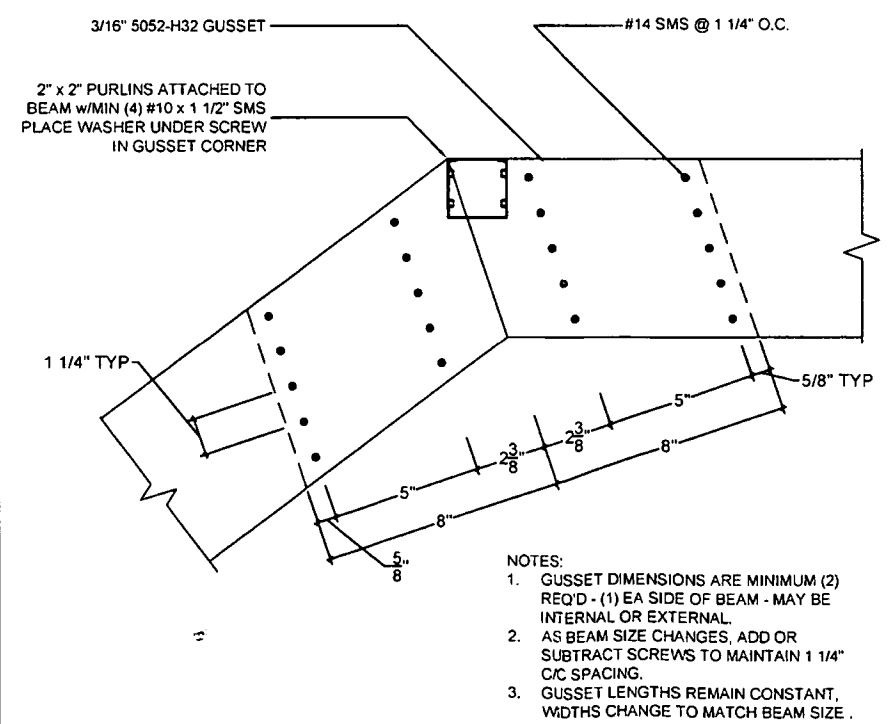 3/16" 5052-H32 GUSSET
#14 SMS @ 1 1/4" O.C.
2" x 2" PURLINS ATTACHED TO
BEAM w/MIN (4) #10 x 1 1/2" SMS
PLACE WASHER UNDER SCREW
IN GUSSET CORNER
1 1/4" TYP
5/8" TYP
5"
2 3/8"
2 3/8"
5"
8"
8"
5/8"
NOTES:
1. GUSSET DIMENSIONS ARE MINIMUM (2)
REQ'D - (1) EA SIDE OF BEAM - MAY BE
INTERNAL OR EXTERNAL.
2. AS BEAM SIZE CHANGES, ADD OR
SUBTRACT SCREWS TO MAINTAIN 1 1/4"
C/C SPACING.
3. GUSSET LENGTHS REMAIN CONSTANT,
WIDTHS CHANGE TO MATCH BEAM SIZE .